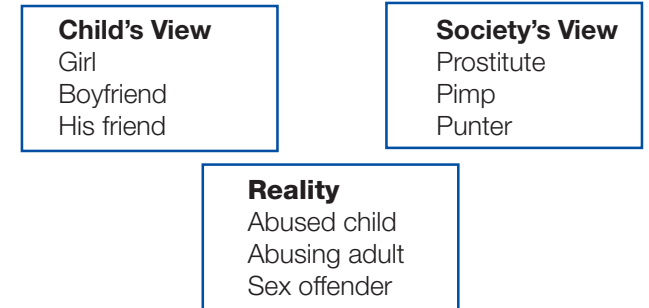 Child’s View
Girl
Boyfriend
His friend
Society’s View
Prostitute
Pimp
Punter
Reality
Abused child
Abusing adult
Sex offender